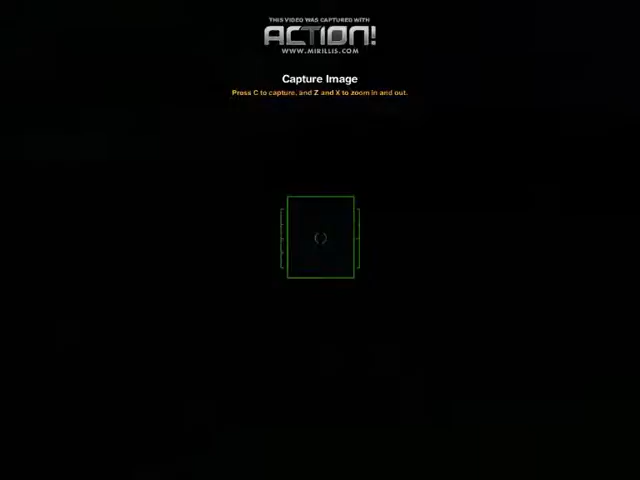 THIS VIDEO WAS CAPTURED WITH
ACTION!
WWW.MIRILLIS.COM
Capture Image
Press C to capture, and Z and X to zoom in and out.